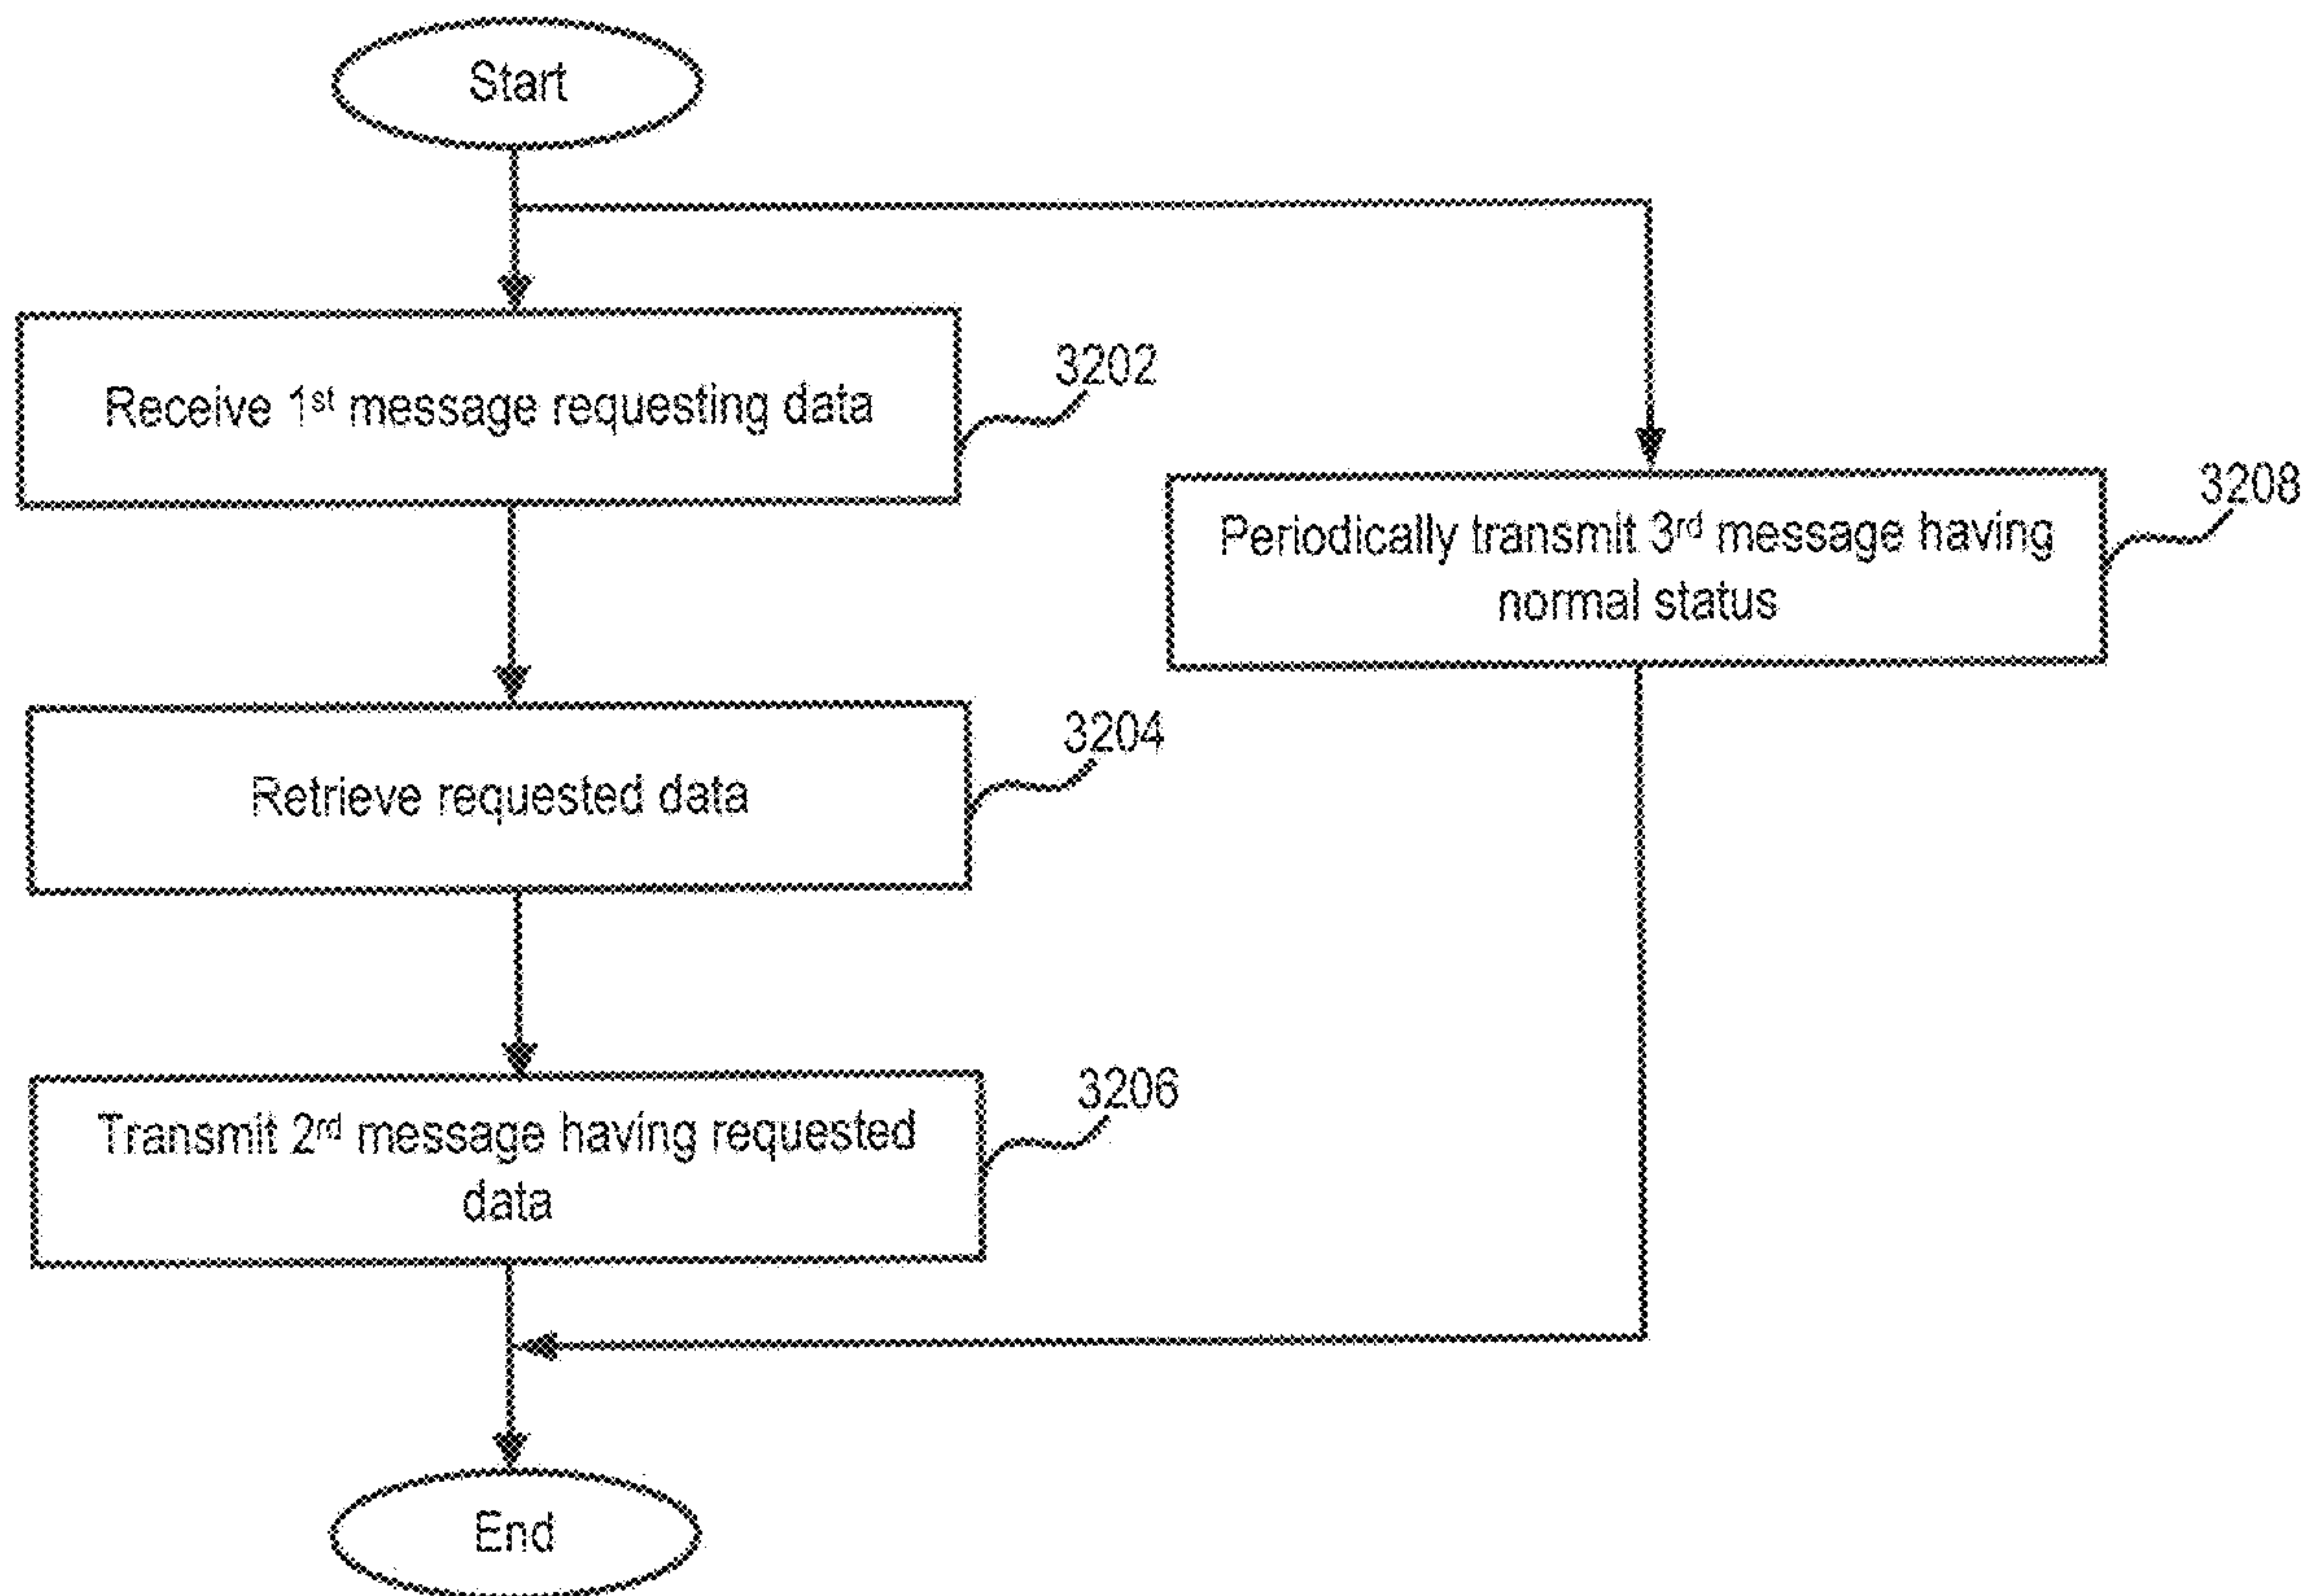 Start
Receive 1st message requesting data
3202
Periodically transmit 3rd message having
normal status
3208
Retrieve requested data
3204
Transmit 2rd message having requested
data
3206
End